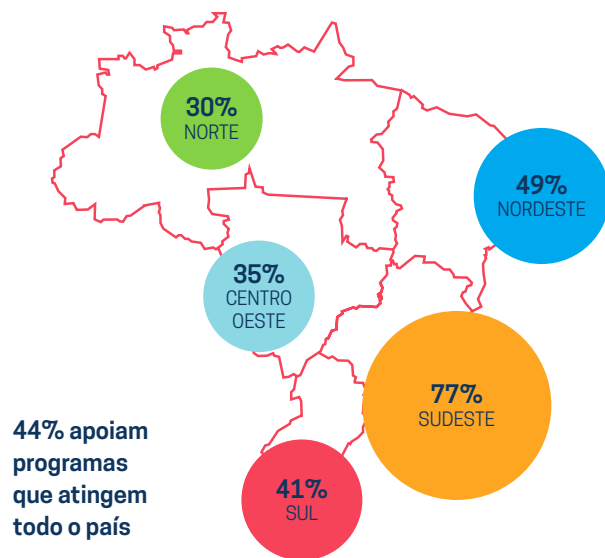 30%
NORTE
49%
NORDESTE
35%
CENTRO
OESTE
77%
SUDESTE
44% apoiam
programas
que atingem
todo o país
41%
SUL